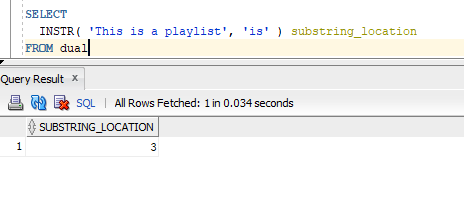 SELECT
INSTR( 'This is a playlist', 'is' ) substring_location
FROM dual
Query Result x
SQL | All Rows Fetched: 1 in 0.034 seconds
SUBSTRING_LOCATION
1 3